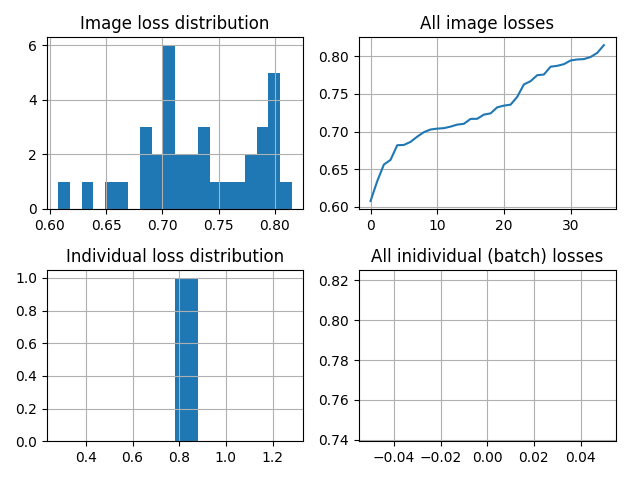 Image loss distribution
6
4
2
0
0.60 0.65 0.70 0.75 0.80
All image losses
0.80
0.75
0.70
0.65
0.60
0 10 20 30
Individual loss distribution
1.0
0.8
0.6
0.4
0.2
0.0
0.4 0.6 0.8 1.0 1.2
All inidividual (batch) losses
0.82
0.80
0.78
0.76
0.74
−0.04 −0.02 0.00 0.02 0.04